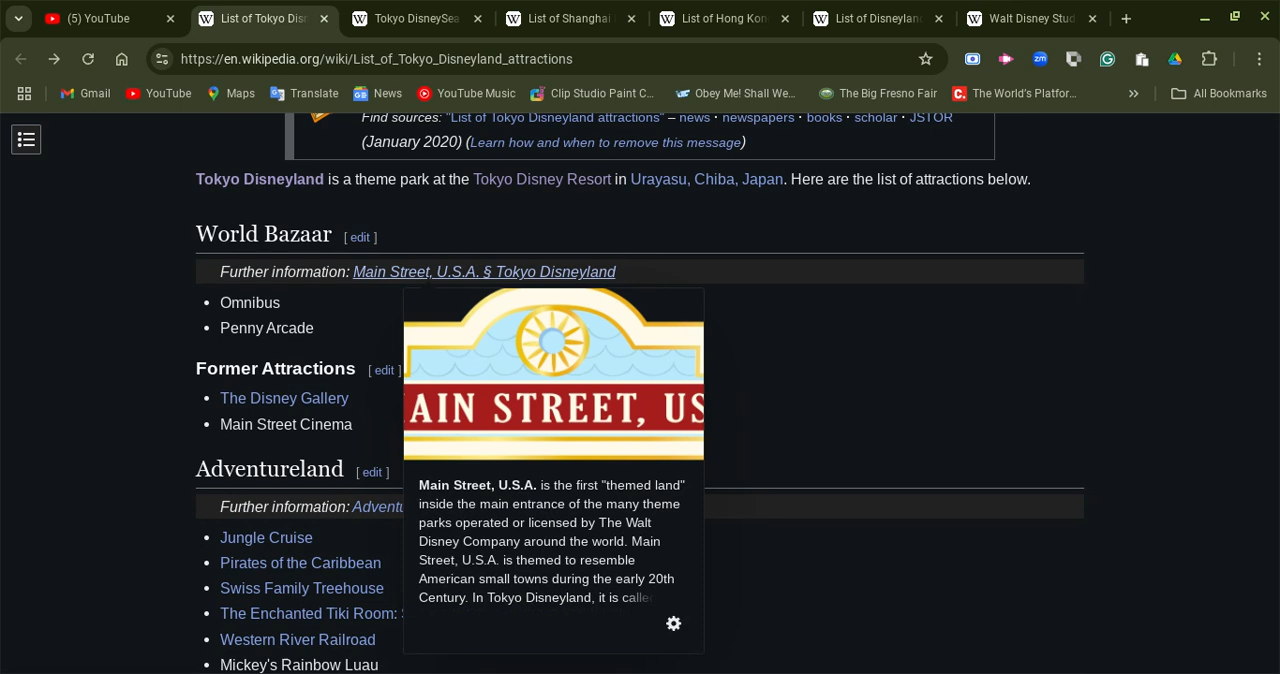 (5) YouTube
List of Tokyo Disn
Tokyo DisneySea
List of Shanghai
List of Hong Kon
List of Disneylan
Walt Disney Stud
https://en.wikipedia.org/wiki/List_of_Tokyo_Disneyland_attractions
Gmail
YouTube
Maps
Translate
News
YouTube Music
Clip Studio Paint C...
Obey Me! Shall We...
The Big Fresno Fair
The World's Platfor...
All Bookmarks
Find sources: "List of Tokyo Disneyland attractions" – news · newspapers · books · scholar · JSTOR
(January 2020) (Learn how and when to remove this message)
Tokyo Disneyland is a theme park at the Tokyo Disney Resort in Urayasu, Chiba, Japan. Here are the list of attractions below.
World Bazaar [ edit ]
Further information: Main Street, U.S.A. § Tokyo Disneyland
• Omnibus
• Penny Arcade
Former Attractions [ edit ]
• The Disney Gallery
• Main Street Cinema
Adventureland [ edit ]
Further information: Adventu
• Jungle Cruise
• Pirates of the Caribbean
• Swiss Family Treehouse
• The Enchanted Tiki Room:
• Western River Railroad
• Mickey's Rainbow Luau
AIN STREET, US
Main Street, U.S.A. is the first "themed land"
inside the main entrance of the many theme
parks operated or licensed by The Walt
Disney Company around the world. Main
Street, U.S.A. is themed to resemble
American small towns during the early 20th
Century. In Tokyo Disneyland, it is called